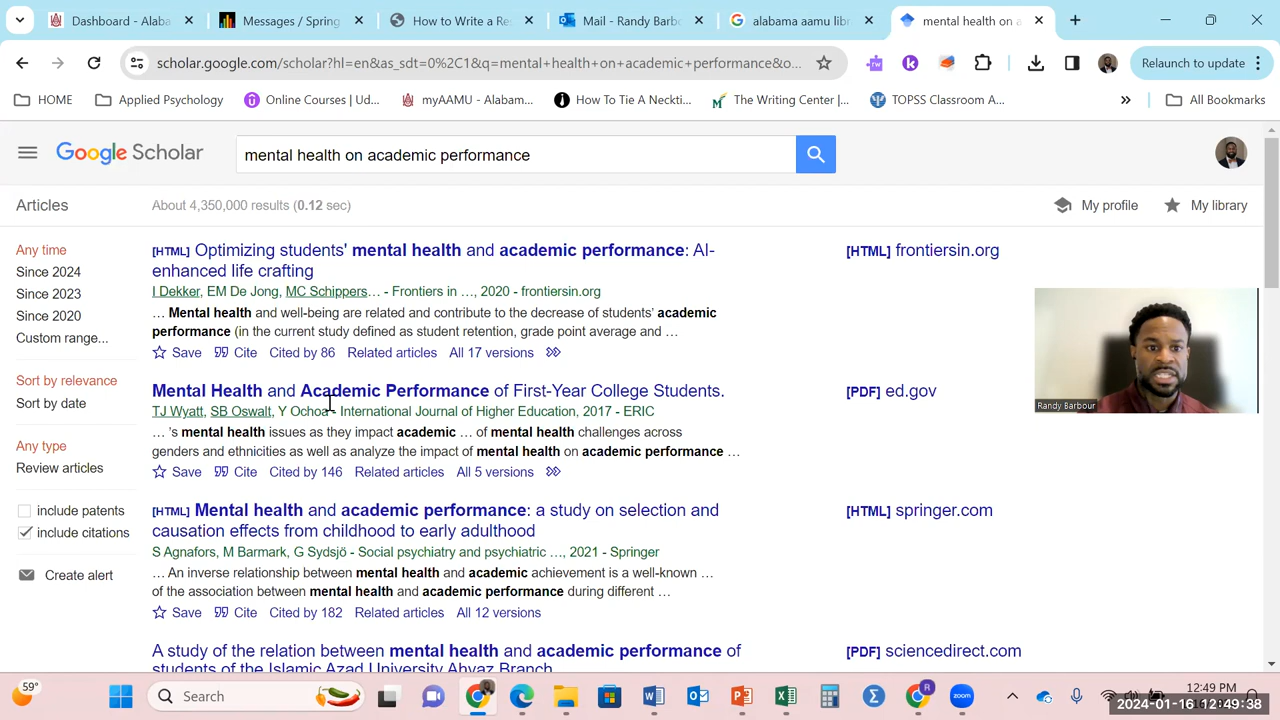 Dashboard - Alaba
Messages / Spring
How to Write a Res
Mail - Randy Barbo
alabama aamu libr
mental health on a
scholar.google.com/scholar?hl=en&as_sdt=0%2C1&q=mental+health+on+academic+performance&o...
Relaunch to update
HOME
Applied Psychology
Online Courses | Ud...
myAAMU - Alabam...
How To Tie A Neckti...
The Writing Center |...
TOPSS Classroom A...
All Bookmarks
Google Scholar
mental health on academic performance
Articles
About 4,350,000 results (0.12 sec)
My profile
My library
Any time
Since 2024
Since 2023
Since 2020
Custom range...
Sort by relevance
Sort by date
Any type
Review articles
include patents
include citations
Create alert
[HTML] Optimizing students' mental health and academic performance: AI-
enhanced life crafting
I Dekker, EM De Jong, MC Schippers... - Frontiers in ..., 2020 - frontiersin.org
... Mental health and well-being are related and contribute to the decrease of students' academic
performance (in the current study defined as student retention, grade point average and ...
Save Cite Cited by 86 Related articles All 17 versions
[HTML] frontiersin.org
Mental Health and Academic Performance of First-Year College Students.
TJ Wyatt, SB Oswalt, Y Ochoa - International Journal of Higher Education, 2017 - ERIC
... 's mental health issues as they impact academic ... of mental health challenges across
genders and ethnicities as well as analyze the impact of mental health on academic performance ...
Save Cite Cited by 146 Related articles All 5 versions
[PDF] ed.gov
[HTML] Mental health and academic performance: a study on selection and
causation effects from childhood to early adulthood
S Agnafors, M Barmark, G Sydsjö - Social psychiatry and psychiatric ..., 2021 - Springer
... An inverse relationship between mental health and academic achievement is a well-known ...
of the association between mental health and academic performance during different ...
Save Cite Cited by 182 Related articles All 12 versions
[HTML] springer.com
A study of the relation between mental health and academic performance of
students of the Islamic Azad University Ahvaz Branch
[PDF] sciencedirect.com
Randy Barbour
59°
Search
12:49 PM
2024-01-16 12:49:38